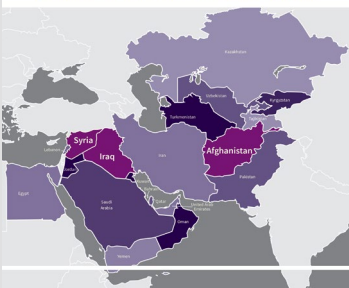 Kazakhstan
Uzbekistan
Kyrgyzstan
Turkmenistan
Syria
Lebanon
Iraq
Iran
Afghanistan
Pakistan
Egypt
Saudi
Arabia
Qatar
United Arab
Emirates
Oman
Yemen